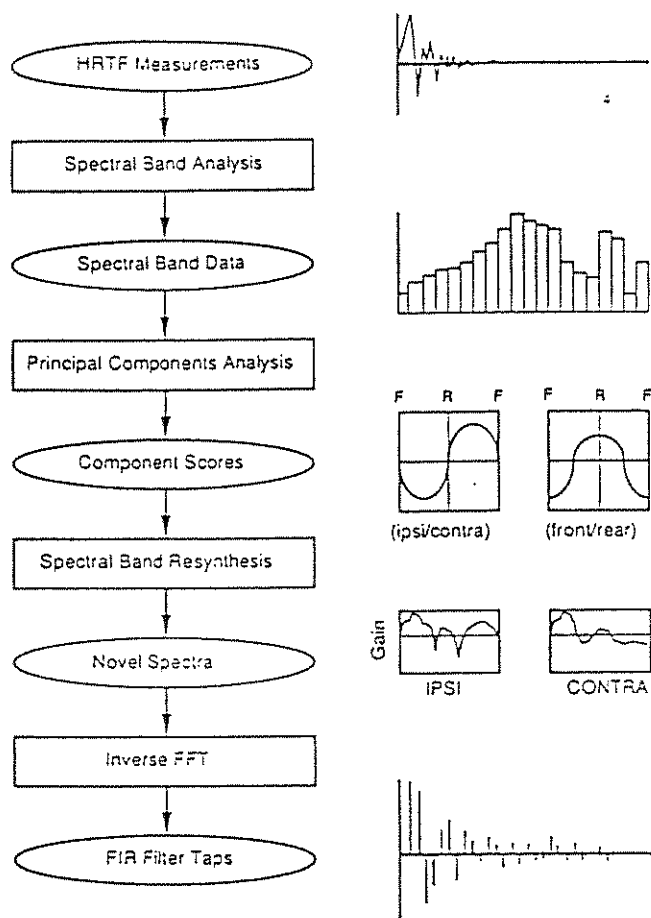 HRTF Measurements
Spectral Band Analysis
Spectral Band Data
Principal Components Analysis
F R F F R F
Component Scores
(ipsi/contra) (front/rear)
Spectral Band Resynthesis
Gain
Novel Spectra
IPSI CONTRA
Inverse FFT
FIR Filter Taps